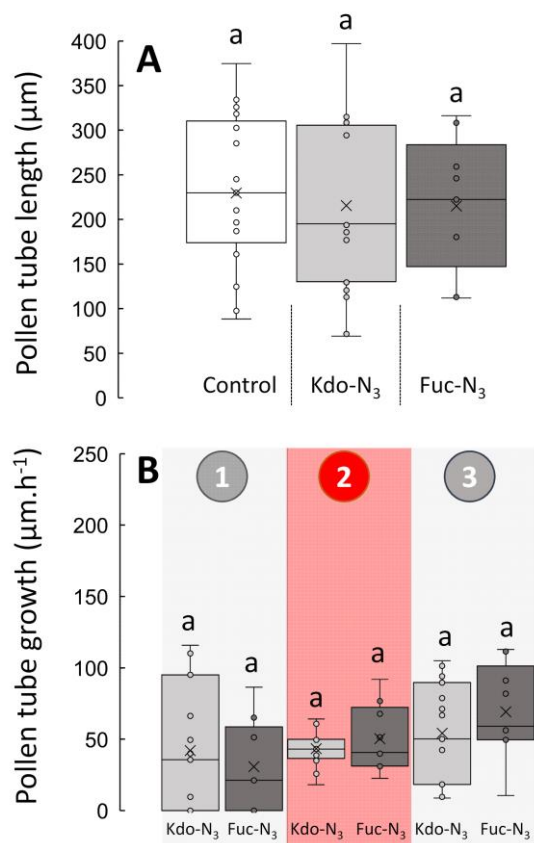 A
a
a
a
Pollen tube length (µm)
400
350
300
250
200
150
100
50
0
Control
Kdo-N₃
Fuc-N₃
B
1
2
3
Pollen tube growth (µm.h⁻¹)
250
200
150
100
50
0
a
a
a
a
a
a
Kdo-N₃
Fuc-N₃
Kdo-N₃
Fuc-N₃
Kdo-N₃
Fuc-N₃